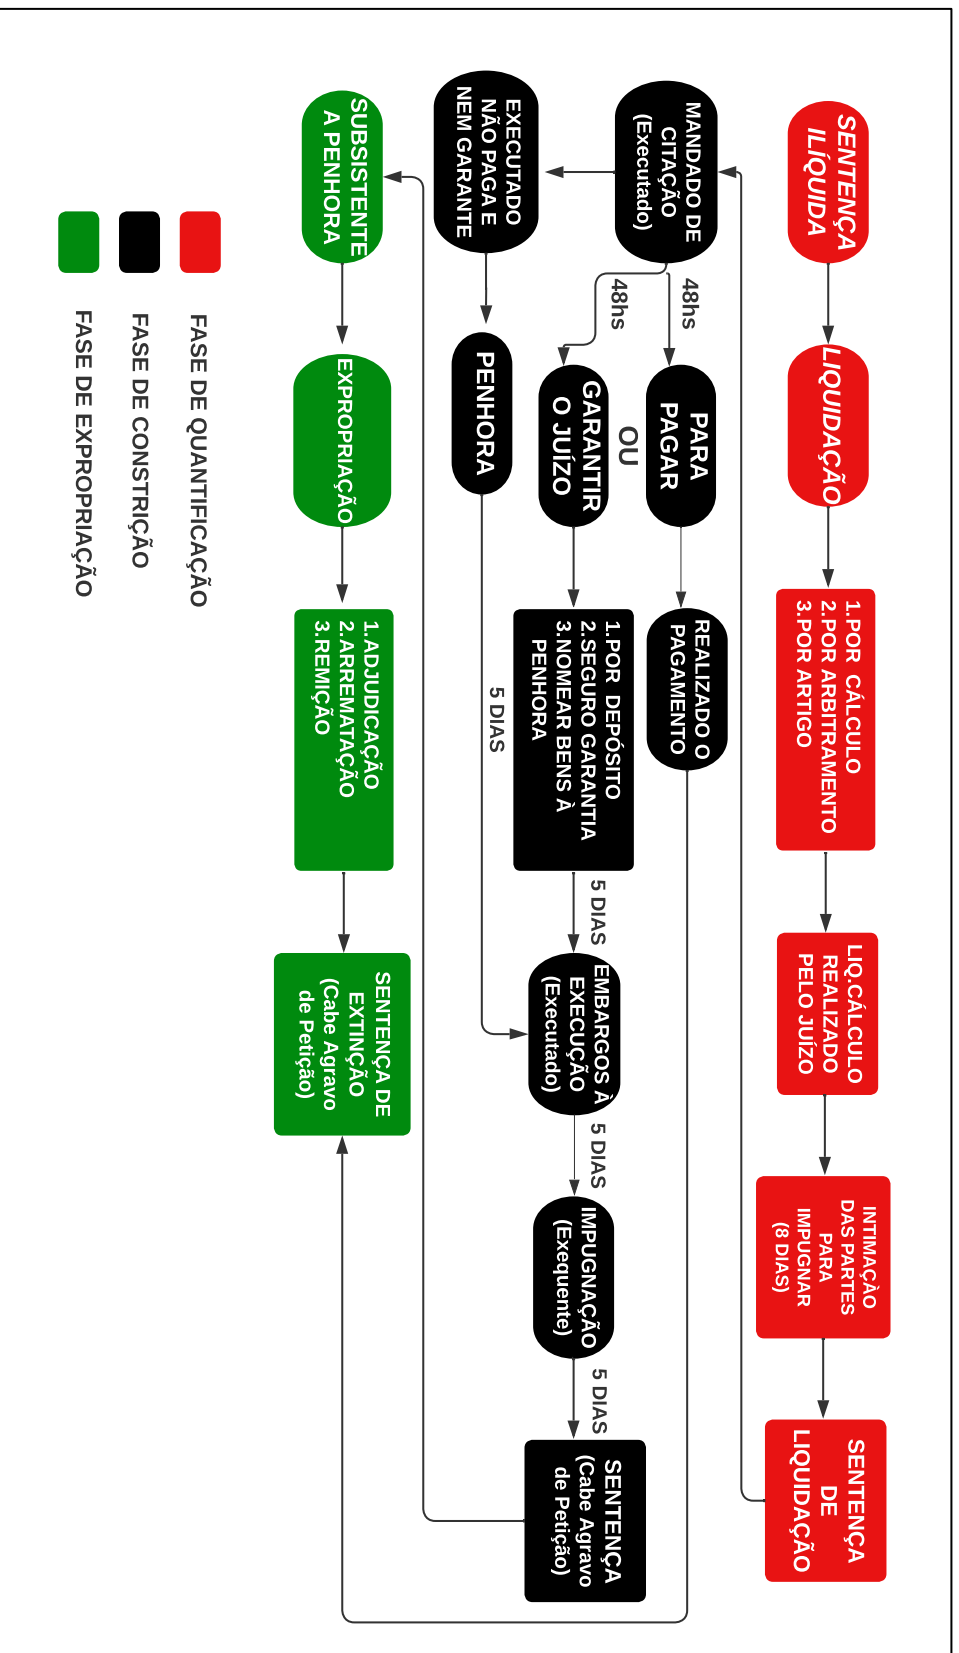 SENTENÇA
ILÍQUIDA
LIQUIDAÇÃO
1.POR CÁLCULO
2.POR ARBITRAMENTO
3.POR ARTIGO
LIQ.CÁLCULO
REALIZADO
PELO JUÍZO
INTIMAÇÀO
DAS PARTES
PARA
IMPUGNAR
(8 DIAS)
SENTENÇA
DE
LIQUIDAÇÃO
MANDADO DE
CITAÇÃO
(Executado)
48hs
48hs
PARA
PAGAR
OU
GARANTIR
O JUÍZO
REALIZADO O
PAGAMENTO
1.POR DEPÓSITO
2.SEGURO GARANTIA
3.NOMEAR BENS À
PENHORA
5 DIAS
EMBARGOS À
EXECUÇÃO
(Executado)
5 DIAS
IMPUGNAÇÃO
(Exequente)
5 DIAS
SENTENÇA
(Cabe Agravo
de Petição)
EXECUTADO
NÃO PAGA E
NEM GARANTE
PENHORA
5 DIAS
SUBSISTENTE
A PENHORA
EXPROPRIAÇÃO
1.ADJUDICAÇÃO
2.ARREMATAÇÃO
3.REMIÇÃO
SENTENÇA DE
EXTINÇÃO
(Cabe Agravo
de Petição)
FASE DE QUANTIFICAÇÃO
FASE DE CONSTRIÇÃO
FASE DE EXPROPRIAÇÃO